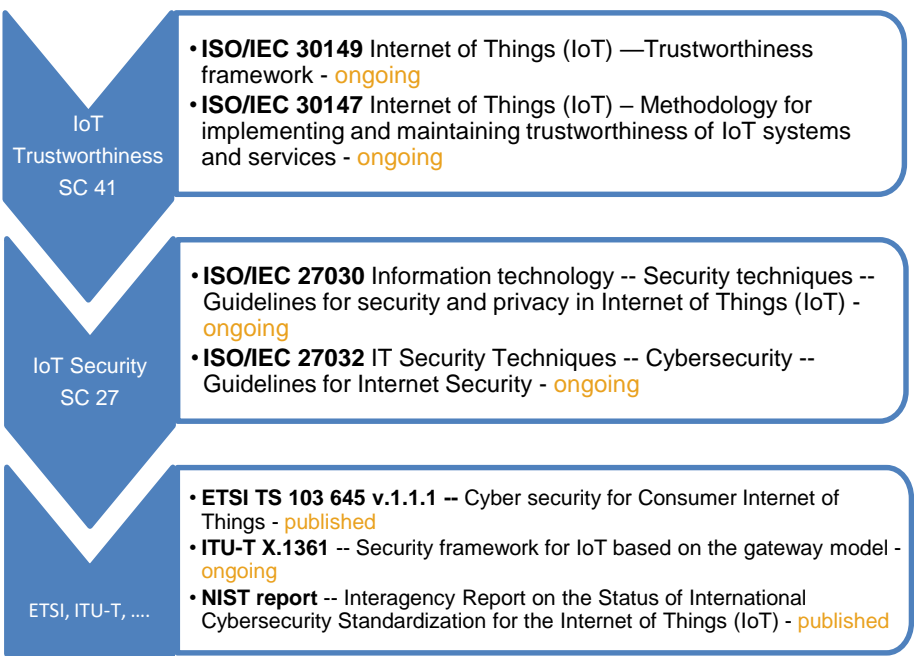 IoT
Trustworthiness
SC 41
• ISO/IEC 30149 Internet of Things (IoT) —Trustworthiness
framework - ongoing
• ISO/IEC 30147 Internet of Things (IoT) – Methodology for
implementing and maintaining trustworthiness of IoT systems
and services - ongoing
IoT Security
SC 27
• ISO/IEC 27030 Information technology -- Security techniques --
Guidelines for security and privacy in Internet of Things (IoT) -
ongoing
• ISO/IEC 27032 IT Security Techniques -- Cybersecurity --
Guidelines for Internet Security - ongoing
ETSI, ITU-T, ....
• ETSI TS 103 645 v.1.1.1 -- Cyber security for Consumer Internet of
Things - published
• ITU-T X.1361 -- Security framework for IoT based on the gateway model -
ongoing
• NIST report -- Interagency Report on the Status of International
Cybersecurity Standardization for the Internet of Things (IoT) - published